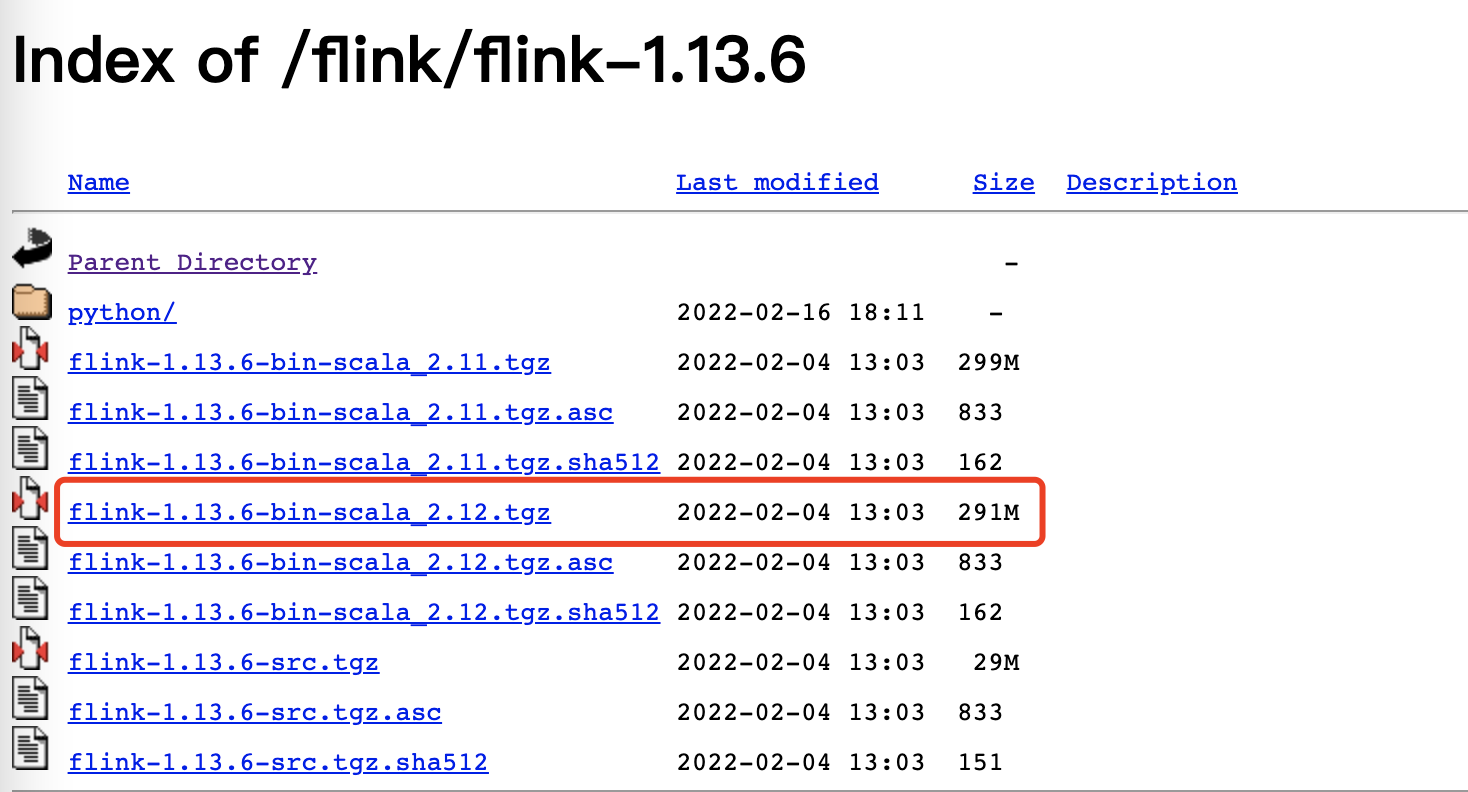 Index of /flink/flink-1.13.6
Name Last modified Size Description
Parent Directory -
python/ 2022-02-16 18:11 -
flink-1.13.6-bin-scala_2.11.tgz 2022-02-04 13:03 299M
flink-1.13.6-bin-scala_2.11.tgz.asc 2022-02-04 13:03 833
flink-1.13.6-bin-scala_2.11.tgz.sha512 2022-02-04 13:03 162
flink-1.13.6-bin-scala_2.12.tgz 2022-02-04 13:03 291M
flink-1.13.6-bin-scala_2.12.tgz.asc 2022-02-04 13:03 833
flink-1.13.6-bin-scala_2.12.tgz.sha512 2022-02-04 13:03 162
flink-1.13.6-src.tgz 2022-02-04 13:03 29M
flink-1.13.6-src.tgz.asc 2022-02-04 13:03 833
flink-1.13.6-src.tgz.sha512 2022-02-04 13:03 151